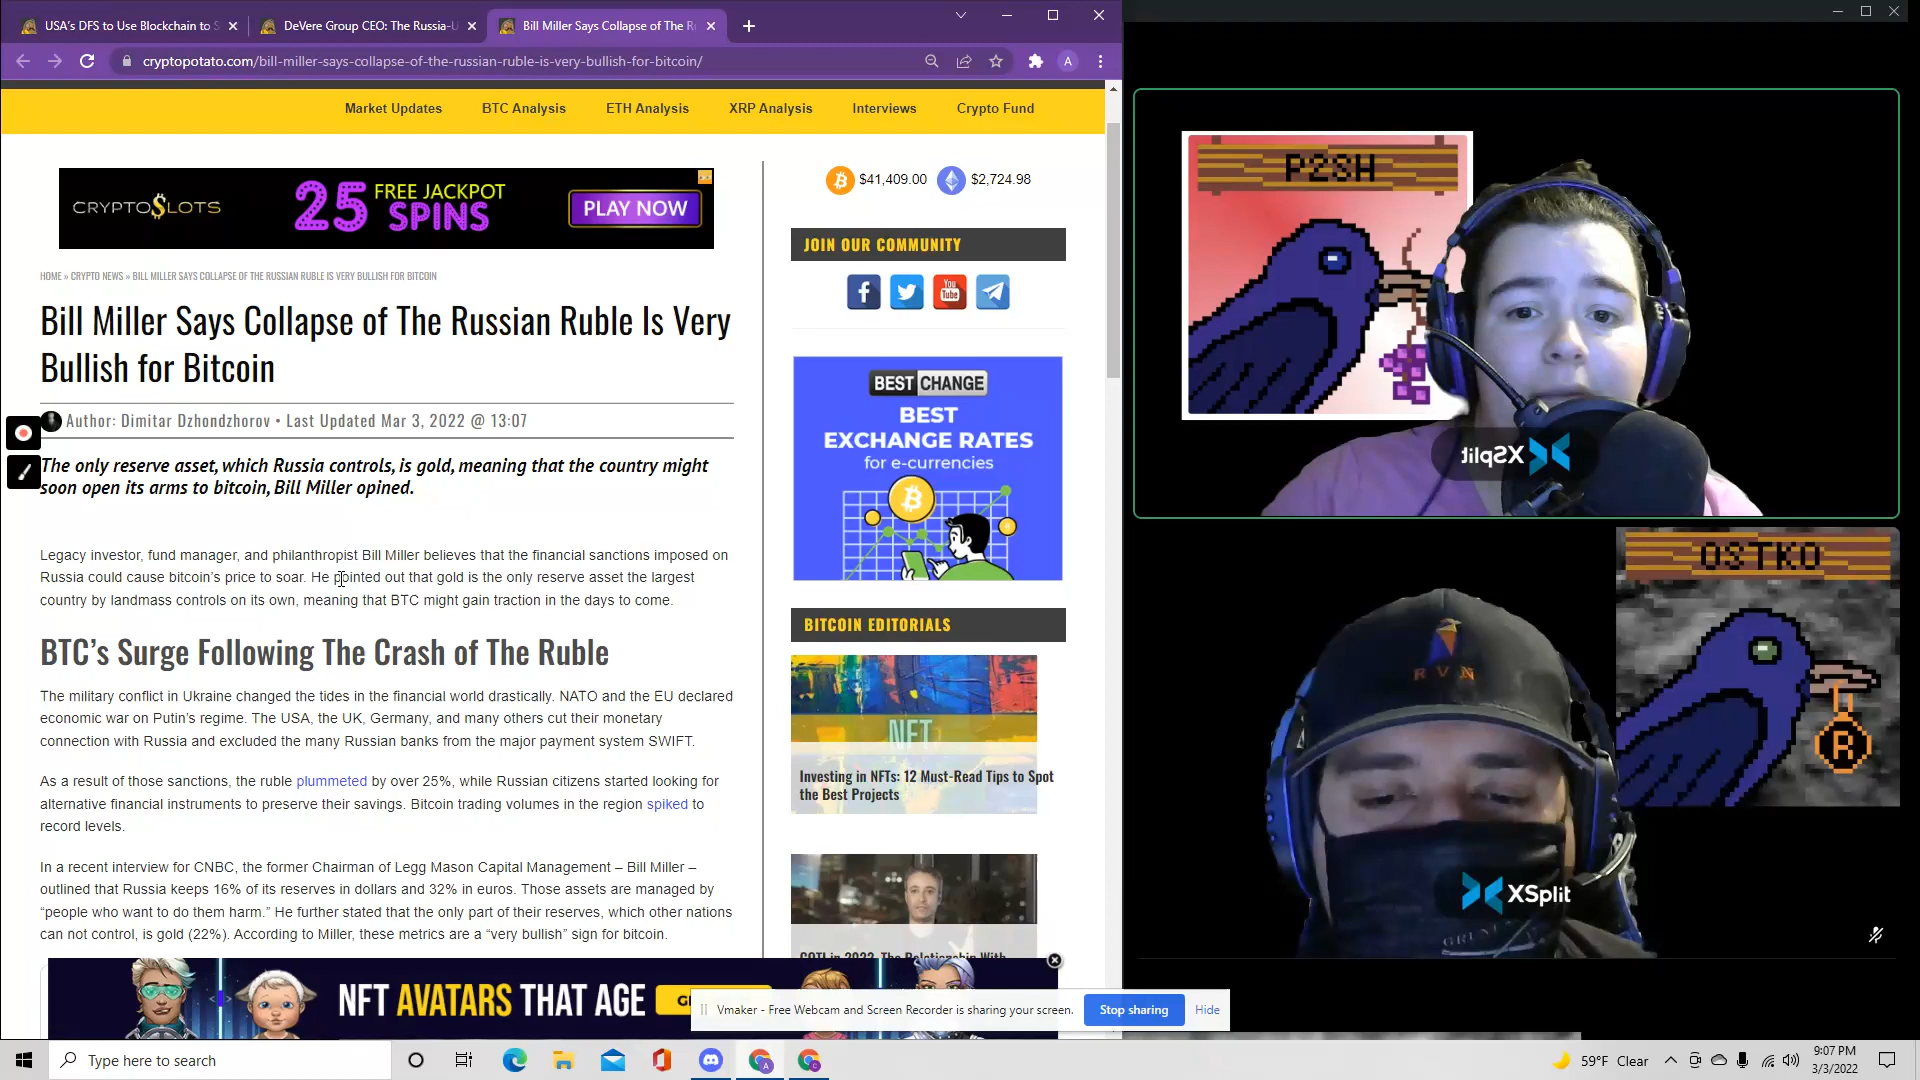 USA's DFS to Use Blockchain to S
DeVere Group CEO: The Russia-U
Bill Miller Says Collapse of The R
cryptopotato.com/bill-miller-says-collapse-of-the-russian-ruble-is-very-bullish-for-bitcoin/
A
Market Updates
BTC Analysis
ETH Analysis
XRP Analysis
Interviews
Crypto Fund
CRYPTO$LOTS
25 FREE JACKPOT SPINS
PLAY NOW
$41,409.00
$2,724.98
HOME » CRYPTO NEWS » BILL MILLER SAYS COLLAPSE OF THE RUSSIAN RUBLE IS VERY BULLISH FOR BITCOIN
Bill Miller Says Collapse of The Russian Ruble Is Very
Bullish for Bitcoin
Author: Dimitar Dzhondzhorov • Last Updated Mar 3, 2022 @ 13:07
The only reserve asset, which Russia controls, is gold, meaning that the country might
soon open its arms to bitcoin, Bill Miller opined.
Legacy investor, fund manager, and philanthropist Bill Miller believes that the financial sanctions imposed on
Russia could cause bitcoin's price to soar. He pointed out that gold is the only reserve asset the largest
country by landmass controls on its own, meaning that BTC might gain traction in the days to come.
BTC's Surge Following The Crash of The Ruble
The military conflict in Ukraine changed the tides in the financial world drastically. NATO and the EU declared
economic war on Putin's regime. The USA, the UK, Germany, and many others cut their monetary
connection with Russia and excluded the many Russian banks from the major payment system SWIFT.
As a result of those sanctions, the ruble plummeted by over 25%, while Russian citizens started looking for
alternative financial instruments to preserve their savings. Bitcoin trading volumes in the region spiked to
record levels.
In a recent interview for CNBC, the former Chairman of Legg Mason Capital Management – Bill Miller –
outlined that Russia keeps 16% of its reserves in dollars and 32% in euros. Those assets are managed by
"people who want to do them harm." He further stated that the only part of their reserves, which other nations
can not control, is gold (22%). According to Miller, these metrics are a "very bullish" sign for bitcoin.
JOIN OUR COMMUNITY
You
Tube
BEST CHANGE
BEST
EXCHANGE RATES
for e-currencies
BITCOIN EDITORIALS
NFT
Investing in NFTs: 12 Must-Read Tips to Spot
the Best Projects
COTI in 2022, The Relationship With
NFT AVATARS THAT AGE
G
Vmaker - Free Webcam and Screen Recorder is sharing your screen.
Stop sharing
Hide
P2SH
XSplit
OSTKO
R
RVN
XSplit
Type here to search
59°F Clear
9:07 PM
3/3/2022